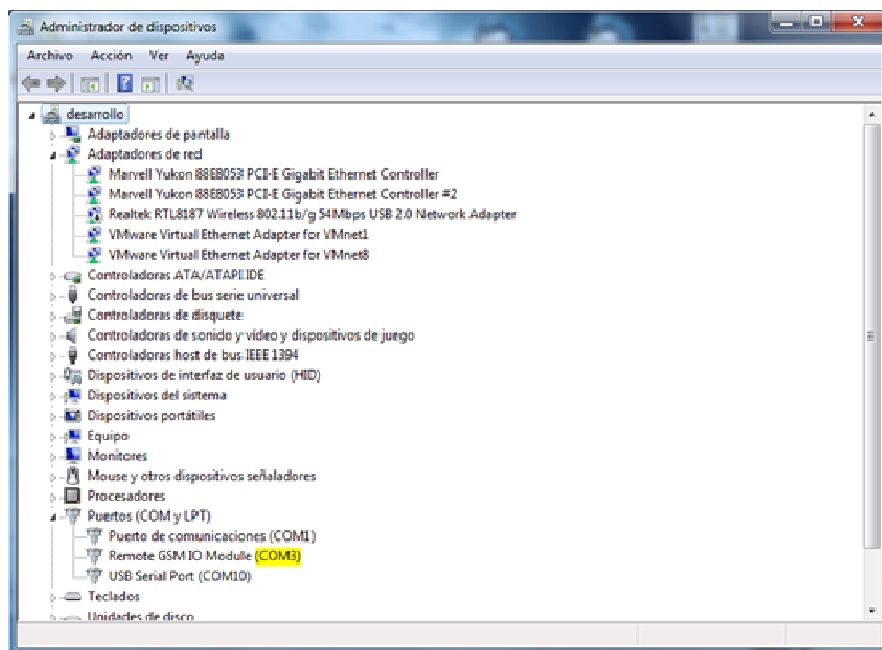 Administrador de dispositivos
Archivo Acción Ver Ayuda
desarrollo
Adaptadores de pantalla
Adaptadores de red
Marvell Yukon 88E8053 PCI-E Gigabit Ethernet Controller
Marvell Yukon 88E8053 PCI-E Gigabit Ethernet Controller #2
Realtek RTL8187 Wireless 802.11b/g 54Mbps USB 2.0 Network Adapter
VMware Virtual Ethernet Adapter for VMnet1
VMware Virtual Ethernet Adapter for VMnet8
Controladoras ATA/ATAPI IDE
Controladoras de bus serie universal
Controladoras de disquete
Controladoras de sonido y vídeo y dispositivos de juego
Controladoras host de bus IEEE 1394
Dispositivos de interfaz de usuario (HID)
Dispositivos del sistema
Dispositivos portátiles
Equipo
Monitores
Mouse y otros dispositivos señaladores
Procesadores
Puertos (COM y LPT)
Puerto de comunicaciones (COM1)
Remote GSM IO Module (COM3)
USB Serial Port (COM10)
Teclados
Unidades de disco